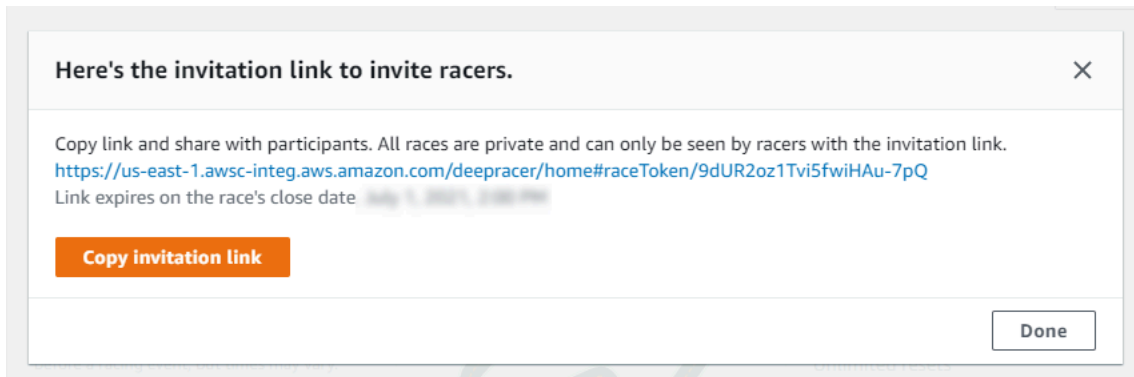 Here's the invitation link to invite racers.
Copy link and share with participants. All races are private and can only be seen by racers with the invitation link.
https://us-east-1.awsc-integ.aws.amazon.com/deepracer/home#raceToken/9dUR2oz1Tvi5fwiHAu-7pQ
Link expires on the race's close date
Copy invitation link
Done